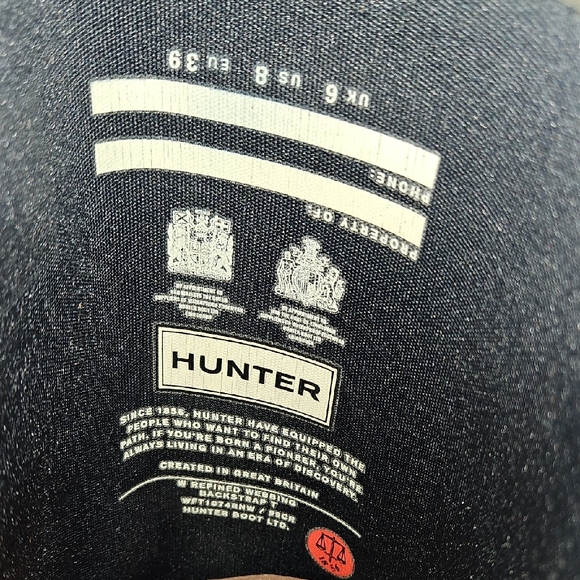 UK 6 US 8 EU 39
PHONE:
PROPERTY OF:
HUNTER
SINCE 1856, HUNTER HAVE EQUIPPED THE
PEOPLE WHO WANT TO FIND THEIR OWN
PATH. IF YOU'RE BORN A PIONEER, YOU'RE
ALWAYS LIVING IN AN ERA OF DISCOVERY.
CREATED IN GREAT BRITAIN
W REFINED WEBBING
BACKSTRAP T
HUNTER BOOT LTD.